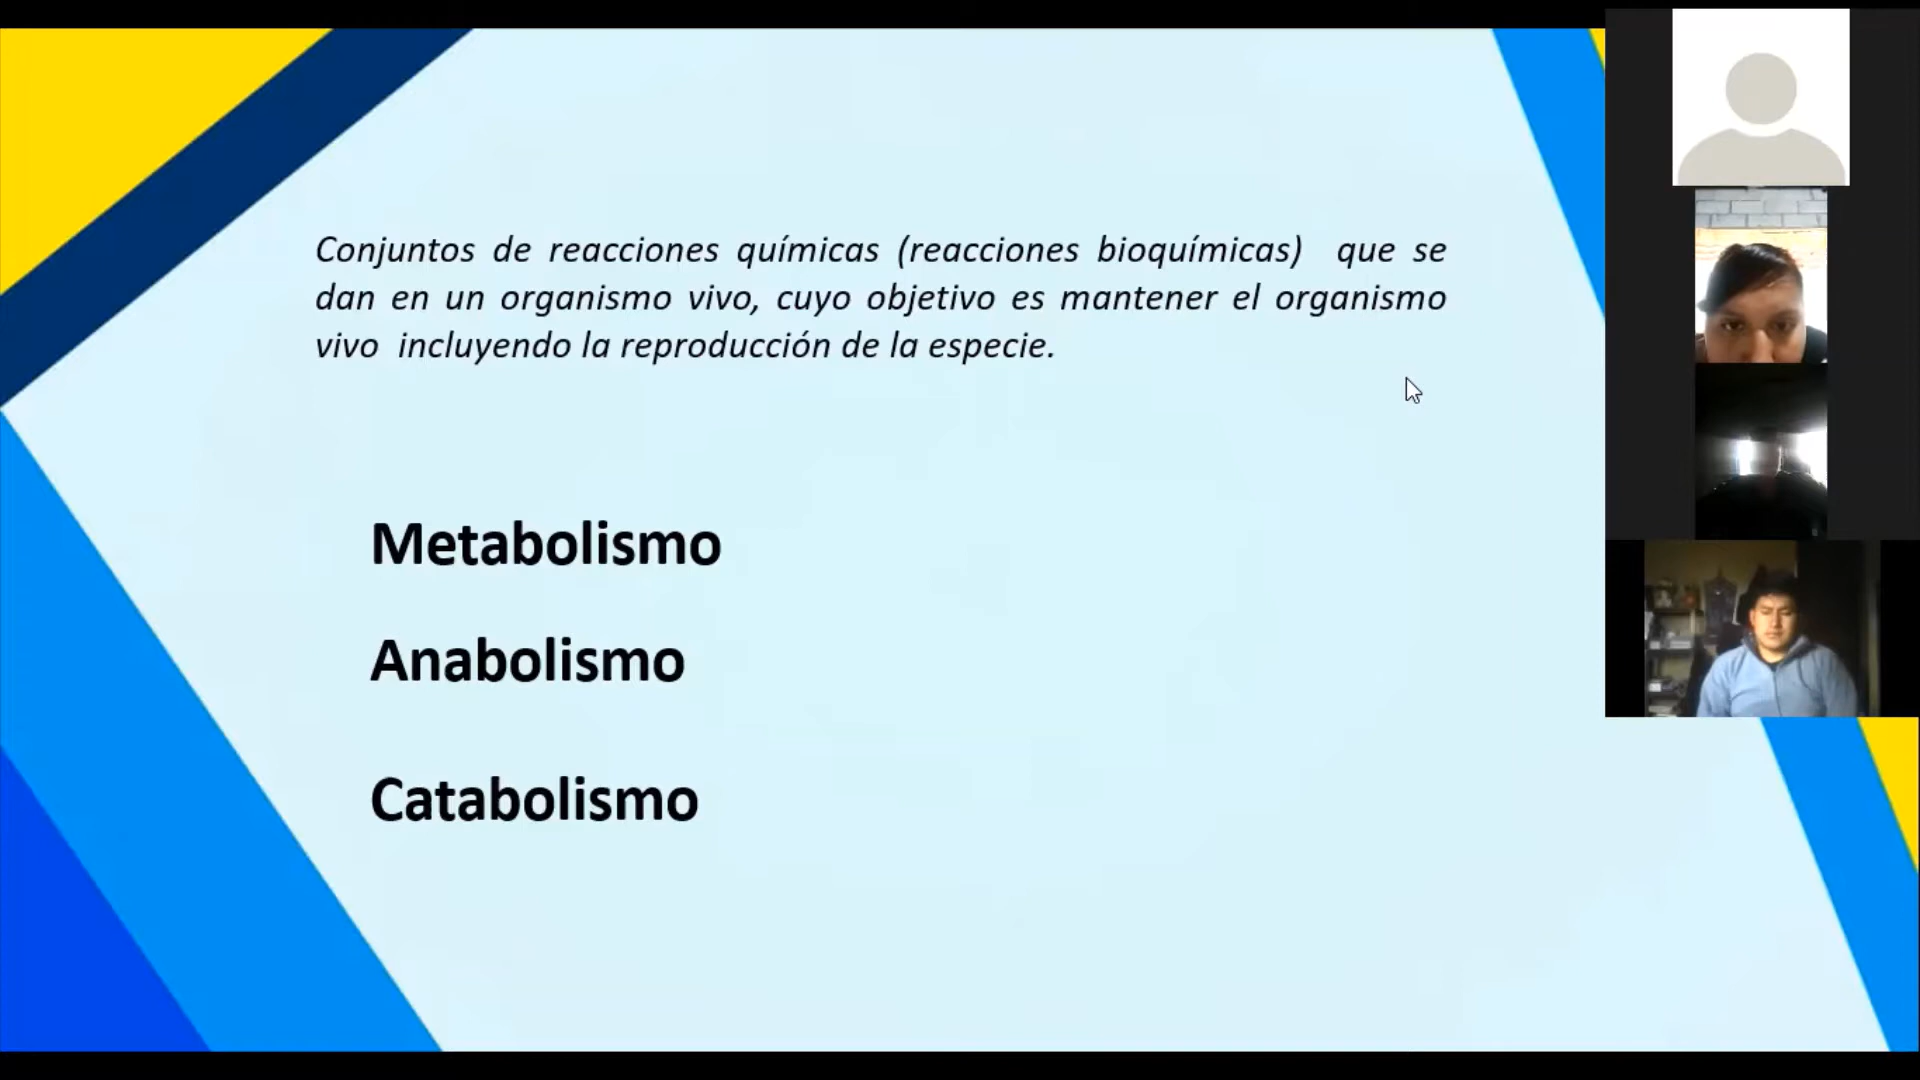 Conjuntos de reacciones químicas (reacciones bioquímicas) que se
dan en un organismo vivo, cuyo objetivo es mantener el organismo
vivo incluyendo la reproducción de la especie.
Metabolismo
Anabolismo
Catabolismo